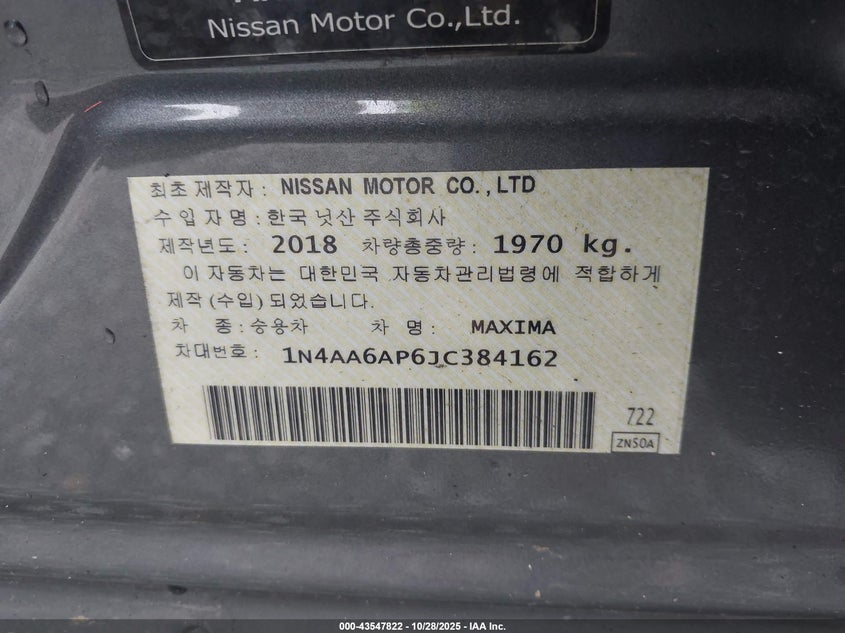 Nissan Motor Co.,Ltd.
최초 제작자 : NISSAN MOTOR CO.,LTD
수 입 자 명 : 한국 닛산 주식회사
제작년도 : 2018 차량총중량 : 1970 kg.
이 자동차는 대한민국 자동차관리법령에 적합하게
제작 (수입) 되었습니다.
차 종 : 승용차 차 명 : MAXIMA
차대번호 : 1N4AA6AP6JC384162
722
ZN50A
000-43547822 | 10/28/2025 - IAA Inc.